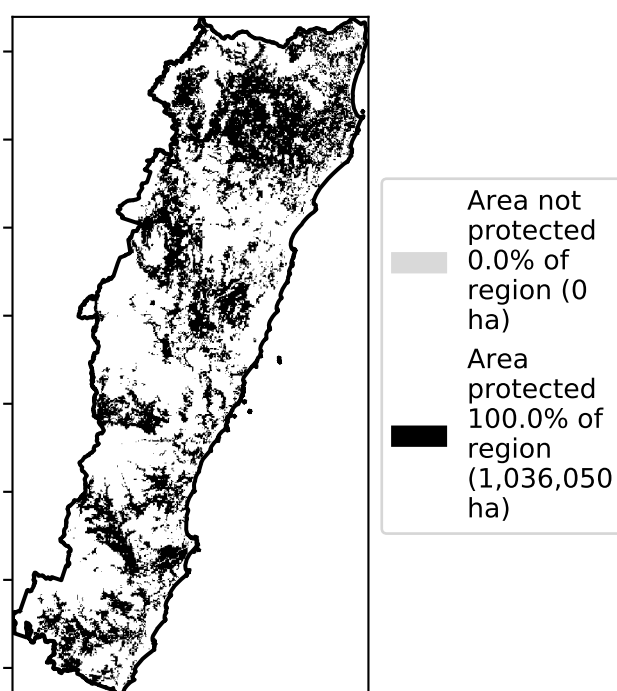 Area not
protected
0.0% of
region (0
ha)
Area
protected
100.0% of
region
(1,036,050
ha)